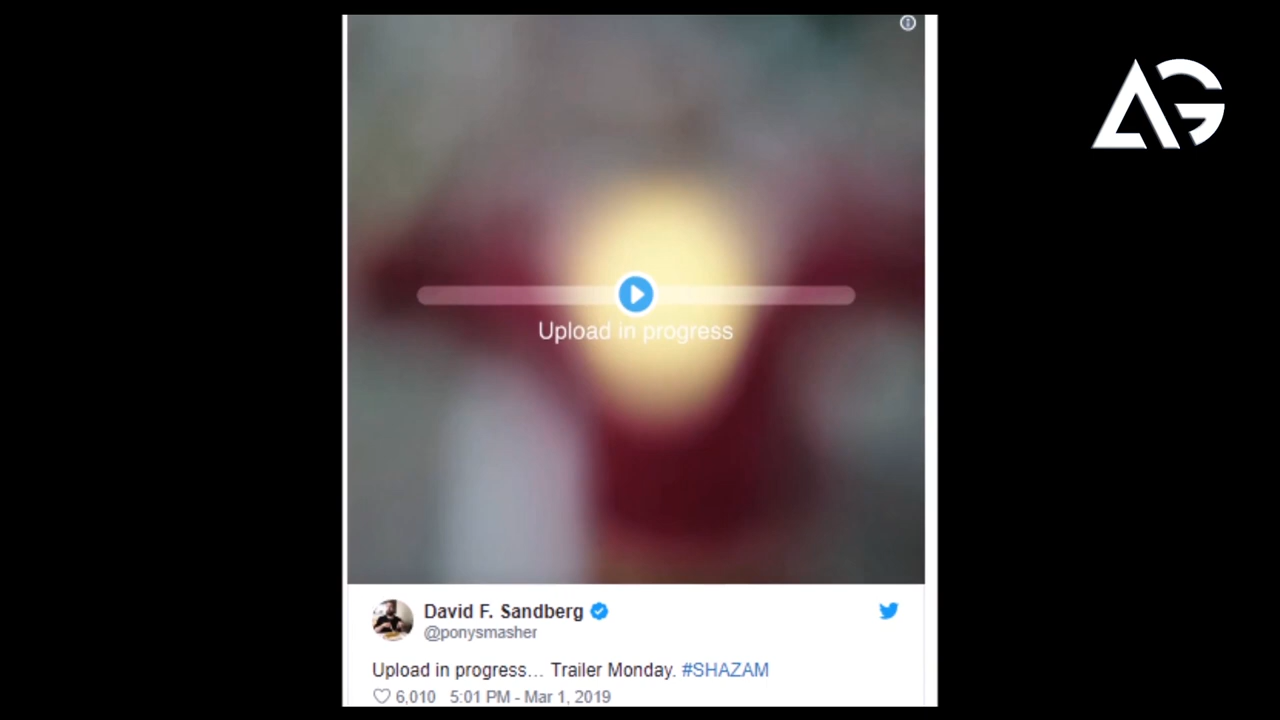 AG
Upload in progress
David F. Sandberg
@ponysmasher
Upload in progress... Trailer Monday. #SHAZAM
6,010 5:01 PM - Mar 1, 2019